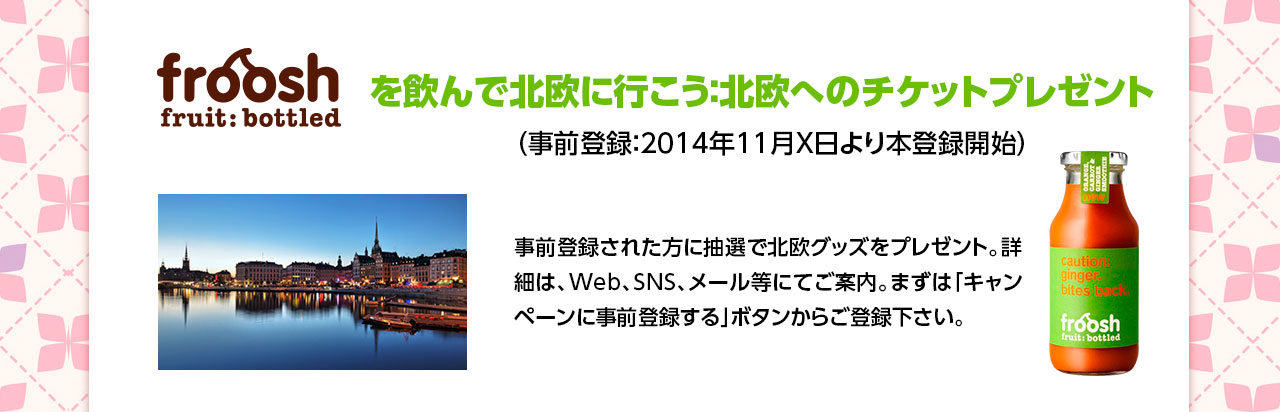 froosh
fruit: bottled
を飲んで北欧に行こう:北欧へのチケットプレゼント
(事前登録:2014年11月X日より本登録開始)
事前登録された方に抽選で北欧グッズをプレゼント。詳
細は、Web、SNS、メール等にてご案内。まずは「キャン
ペーンに事前登録する」ボタンからご登録下さい。
ORANGE,
CARROT &
GINGER
SMOOTHIE
caution:
ginger.
bites back.
froosh
fruit: bottled